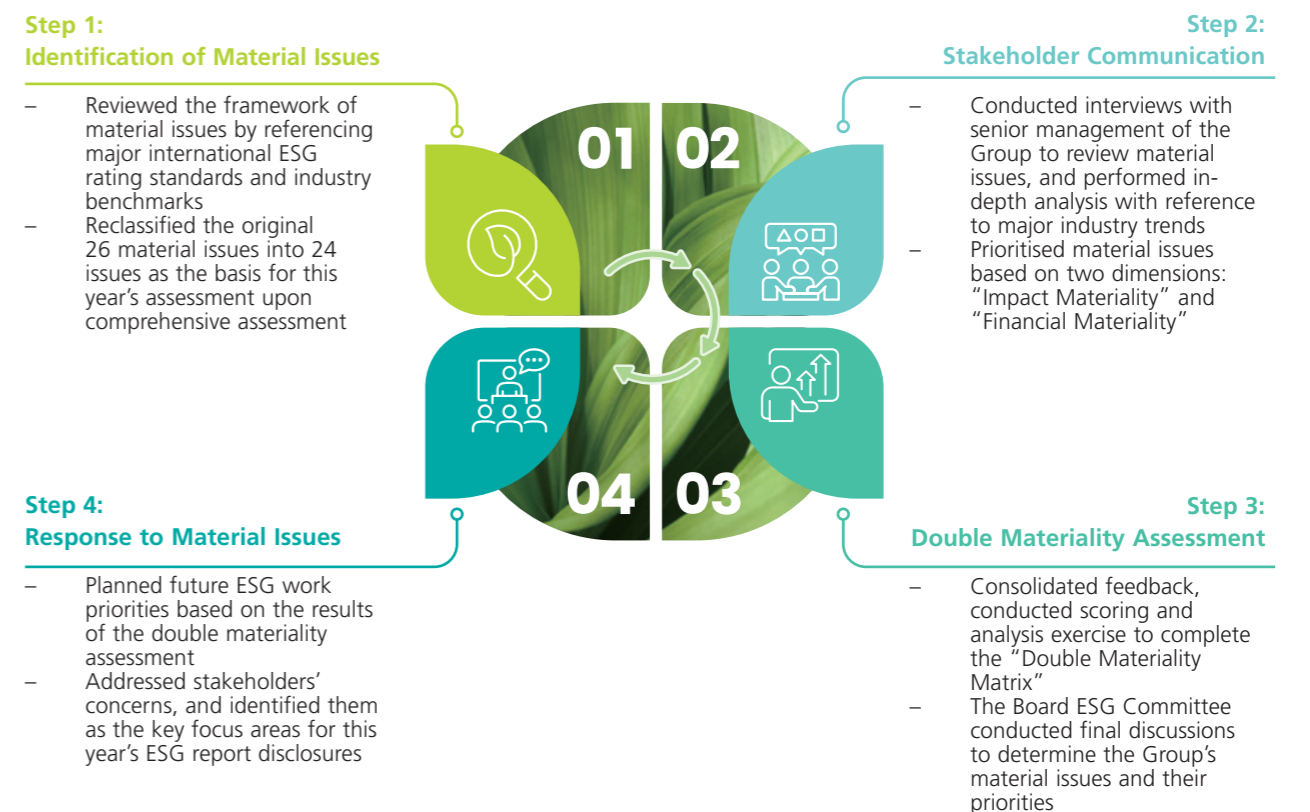 Step 1:
Identification of Material Issues
– Reviewed the framework of
material issues by referencing
major international ESG
rating standards and industry
benchmarks
– Reclassified the original
26 material issues into 24
issues as the basis for this
year’s assessment upon
comprehensive assessment
01
02
Step 2:
Stakeholder Communication
– Conducted interviews with
senior management of the
Group to review material
issues, and performed in-
depth analysis with reference
to major industry trends
– Prioritised material issues
based on two dimensions:
“Impact Materiality” and
“Financial Materiality”
04
03
Step 3:
Double Materiality Assessment
– Consolidated feedback,
conducted scoring and
analysis exercise to complete
the “Double Materiality
Matrix”
– The Board ESG Committee
conducted final discussions
to determine the Group’s
material issues and their
priorities
Step 4:
Response to Material Issues
– Planned future ESG work
priorities based on the results
of the double materiality
assessment
– Addressed stakeholders’
concerns, and identified them
as the key focus areas for this
year’s ESG report disclosures